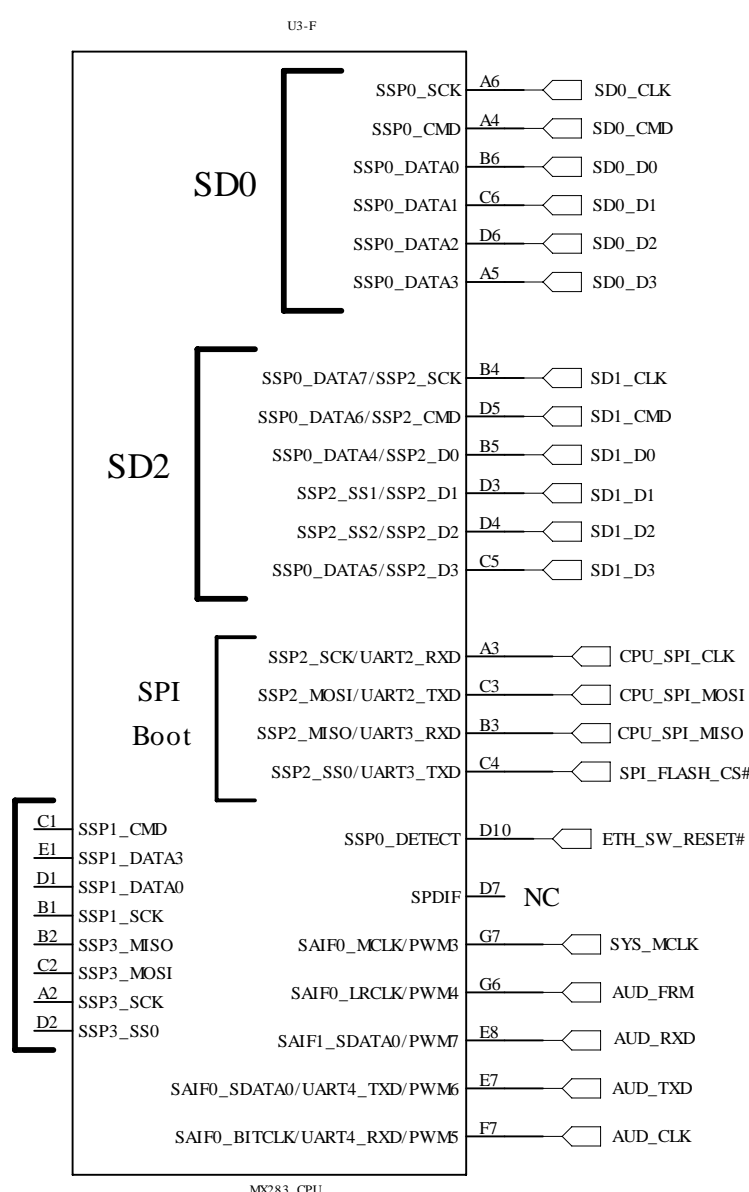 U3-F
SD0
SSP0_SCK A6 SD0_CLK
SSP0_CMD A4 SD0_CMD
SSP0_DATA0 B6 SD0_D0
SSP0_DATA1 C6 SD0_D1
SSP0_DATA2 D6 SD0_D2
SSP0_DATA3 A5 SD0_D3
SD2
SSP0_DATA7/SSP2_SCK B4 SD1_CLK
SSP0_DATA6/SSP2_CMD D5 SD1_CMD
SSP0_DATA4/SSP2_D0 B5 SD1_D0
SSP2_SS1/SSP2_D1 D3 SD1_D1
SSP2_SS2/SSP2_D2 D4 SD1_D2
SSP0_DATA5/SSP2_D3 C5 SD1_D3
SPI
Boot
SSP2_SCK/UART2_RXD A3 CPU_SPI_CLK
SSP2_MOSI/UART2_TXD C3 CPU_SPI_MOSI
SSP2_MISO/UART3_RXD B3 CPU_SPI_MISO
SSP2_SS0/UART3_TXD C4 SPI_FLASH_CS#
C1 SSP1_CMD
E1 SSP1_DATA3
D1 SSP1_DATA0
B1 SSP1_SCK
B2 SSP3_MISO
C2 SSP3_MOSI
A2 SSP3_SCK
D2 SSP3_SS0
SSP0_DETECT D10 ETH_SW_RESET#
SPDIF D7 NC
SAIF0_MCLK/PWM3 G7 SYS_MCLK
SAIF0_LRCLK/PWM4 G6 AUD_FRM
SAIF1_SDATA0/PWM7 E8 AUD_RXD
SAIF0_SDATA0/UART4_TXD/PWM6 E7 AUD_TXD
SAIF0_BITCLK/UART4_RXD/PWM5 F7 AUD_CLK
MX283_CPU